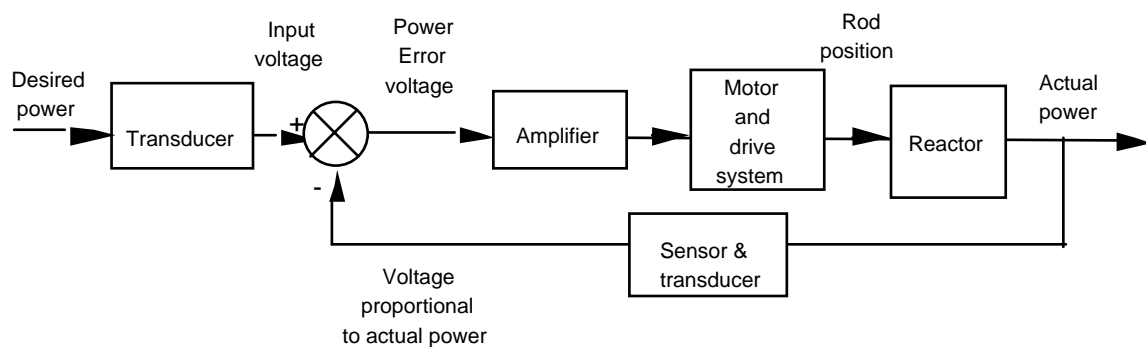 Desired
power
Transducer
Input
voltage
+
-
Power
Error
voltage
Amplifier
Motor
and
drive
system
Rod
position
Reactor
Actual
power
Sensor &
transducer
Voltage
proportional
to actual power